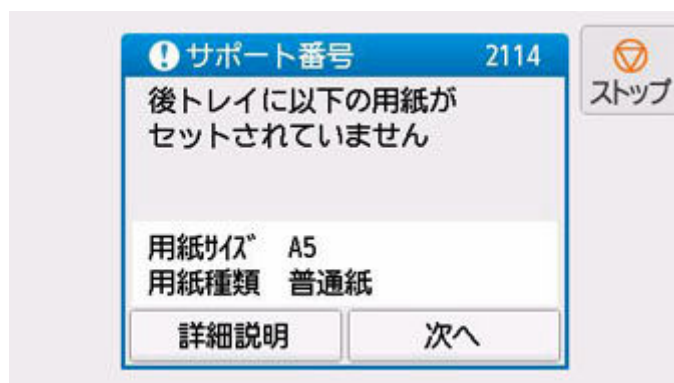 サポート番号 2114
ストップ
後トレイに以下の用紙が
セットされていません
用紙ｻｲｽﾞ A5
用紙種類 普通紙
詳細説明 次へ